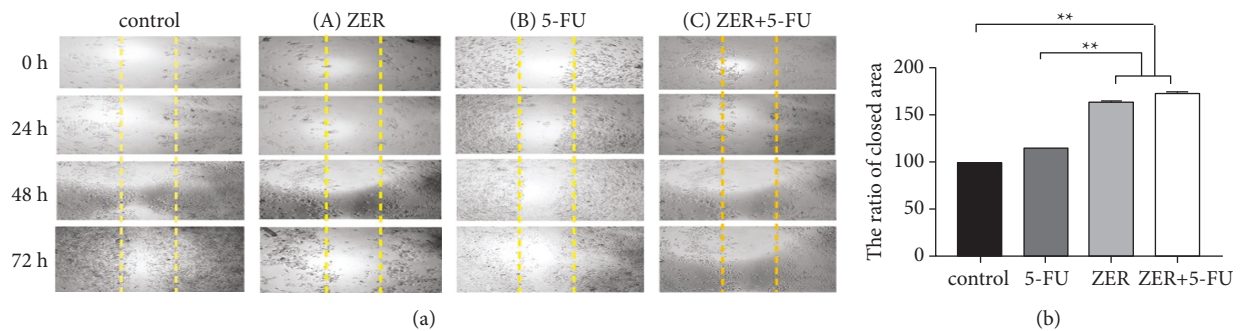 control (A) ZER (B) 5-FU (C) ZER+5-FU
0 h
24 h
48 h
72 h
(a)
**
**
The ratio of closed area
200
150
100
50
0
control 5-FU ZER ZER+5-FU
(b)